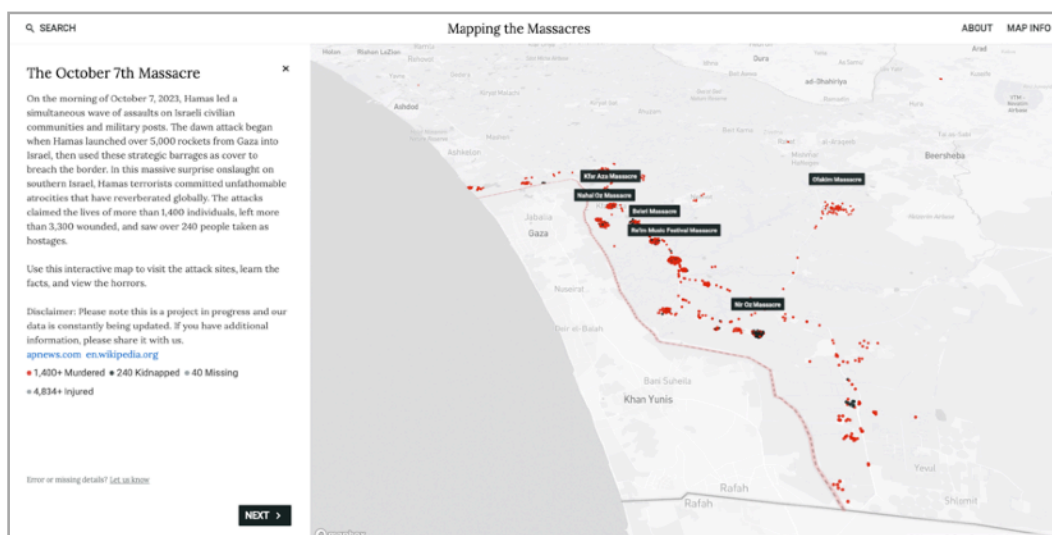 SEARCH
Mapping the Massacres
ABOUT MAP INFO
The October 7th Massacre
On the morning of October 7, 2023, Hamas led a
simultaneous wave of assaults on Israeli civilian
communities and military posts. The dawn attack began
when Hamas launched over 5,000 rockets from Gaza into
Israel, then used these strategic barrages as cover to
breach the border. In this massive surprise onslaught on
southern Israel, Hamas terrorists committed unfathomable
atrocities that have reverberated globally. The attacks
claimed the lives of more than 1,400 individuals, left more
than 3,300 wounded, and saw over 240 people taken as
hostages.
Use this interactive map to visit the attack sites, learn the
facts, and view the horrors.
Disclaimer: Please note this is a project in progress and our
data is constantly being updated. If you have additional
information, please share it with us.
apnews.com en.wikipedia.org
1,400+ Murdered 240 Kidnapped 40 Missing
4,834+ Injured
Error or missing details? Let us know
NEXT >
Ashdod
Ashkelon
Dura
ad-Dhahiriya
Arad
Beersheba
Kfar Aza Massacre
Nahal Oz Massacre
Be'eri Massacre
Re'im Music Festival Massacre
Ofakim Massacre
Nir Oz Massacre
Jabalia
Gaza
Nuseirat
Deir al-Balah
Bani Suheila
Khan Yunis
Rafah
Rafah
Yevul
Shlomit